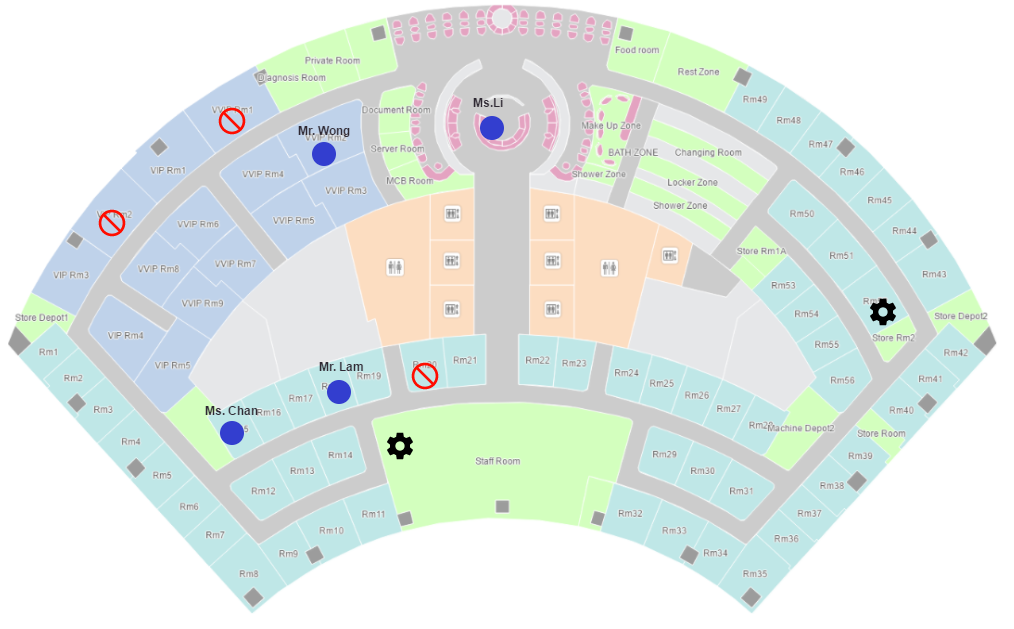 Food room
Private Room
Rest Zone
Diagnosis Room
Rm49
Ms.Li
VVIP Rm1
Document Room
Rm48
Mr. Wong
Make Up Zone
VVIP Rm2
Rm47
Server Room
BATH ZONE
Changing Room
VIP Rm1
VVIP Rm4
Rm46
Shower Zone
MCB Room
Locker Zone
VVIP Rm3
Rm45
Shower Zone
VIP Rm2
Rm50
VVIP Rm5
VVIP Rm6
Rm44
Store Rm1A
Rm51
VVIP Rm7
VVIP Rm8
VIP Rm3
Rm43
Rm53
VVIP Rm9
Store Depot1
Rm54
Store Depot2
VIP Rm4
Store Rm2
Rm55
Rm1
Rm42
Rm21
Rm22
Rm23
VIP Rm5
Mr. Lam
Rm24
Rm19
Rm2
Rm41
Rm56
Rm25
Rm26
Rm17
Rm3
Ms. Chan
Rm16
Rm27
Rm40
Machine Depot2
Store Room
Rm4
Rm14
Rm29
Rm39
Staff Room
Rm13
Rm30
Rm5
Rm38
Rm12
Rm31
Rm6
Rm11
Rm32
Rm37
Rm10
Rm33
Rm7
Rm36
Rm9
Rm34
Rm8
Rm35